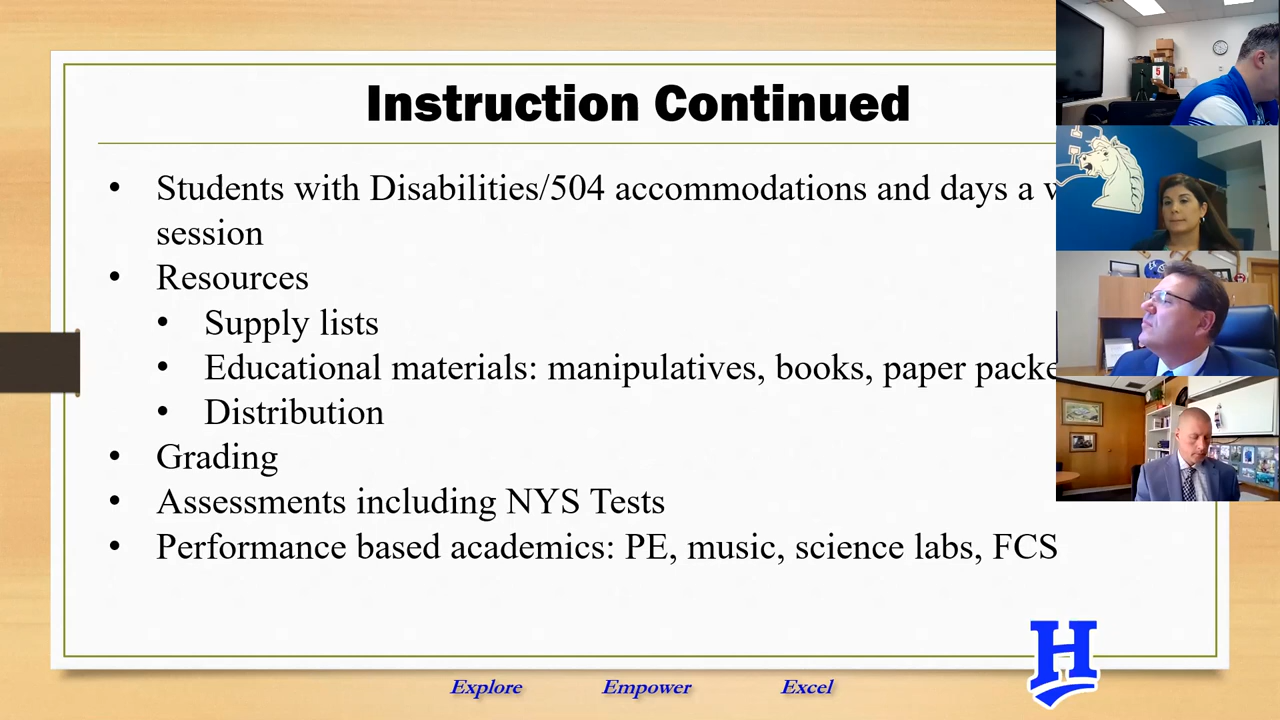 Instruction Continued
• Students with Disabilities/504 accommodations and days a
session
• Resources
• Supply lists
• Educational materials: manipulatives, books, paper
• Distribution
• Grading
• Assessments including NYS Tests
• Performance based academics: PE, music, science labs, FCS
H
Explore Empower Excel
5